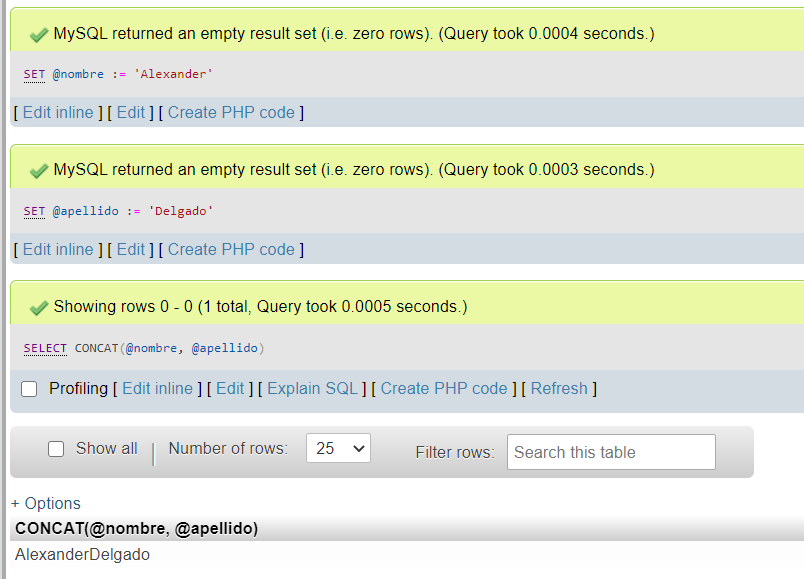 MySQL returned an empty result set (i.e. zero rows). (Query took 0.0004 seconds.)
SET @nombre := 'Alexander'
[ Edit inline ] [ Edit ] [ Create PHP code ]
MySQL returned an empty result set (i.e. zero rows). (Query took 0.0003 seconds.)
SET @apellido := 'Delgado'
[ Edit inline ] [ Edit ] [ Create PHP code ]
Showing rows 0 - 0 (1 total, Query took 0.0005 seconds.)
SELECT CONCAT(@nombre, @apellido)
Profiling [ Edit inline ] [ Edit ] [ Explain SQL ] [ Create PHP code ] [ Refresh ]
Show all | Number of rows: 25 Filter rows: Search this table
+ Options
CONCAT(@nombre, @apellido)
AlexanderDelgado